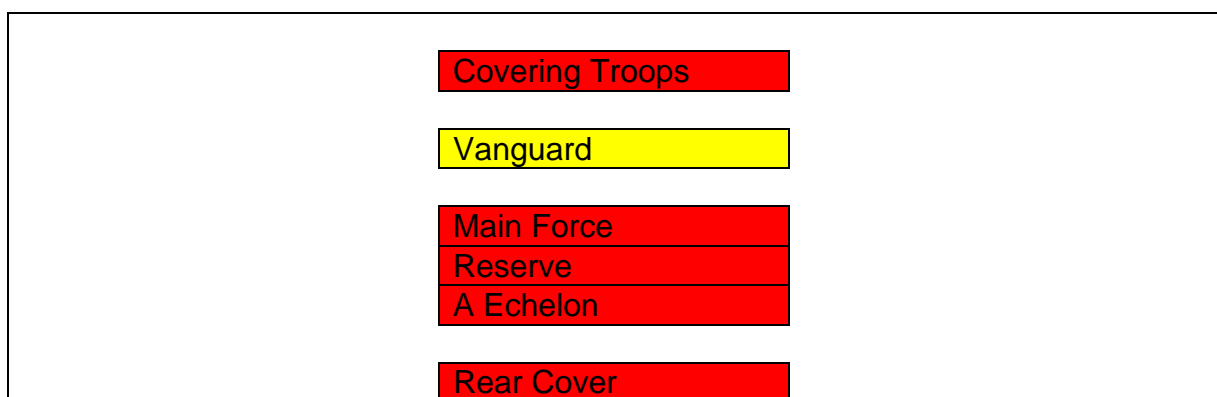 Covering Troops
Vanguard
Main Force
Reserve
A Echelon
Rear Cover